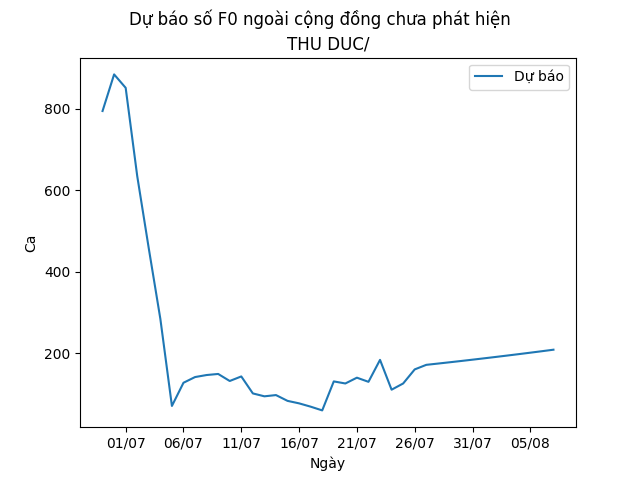 Dự báo số F0 ngoài cộng đồng chưa phát hiện
THU DUC/
Dự báo
800
600
400
200
Ca
01/07 06/07 11/07 16/07 21/07 26/07 31/07 05/08
Ngày